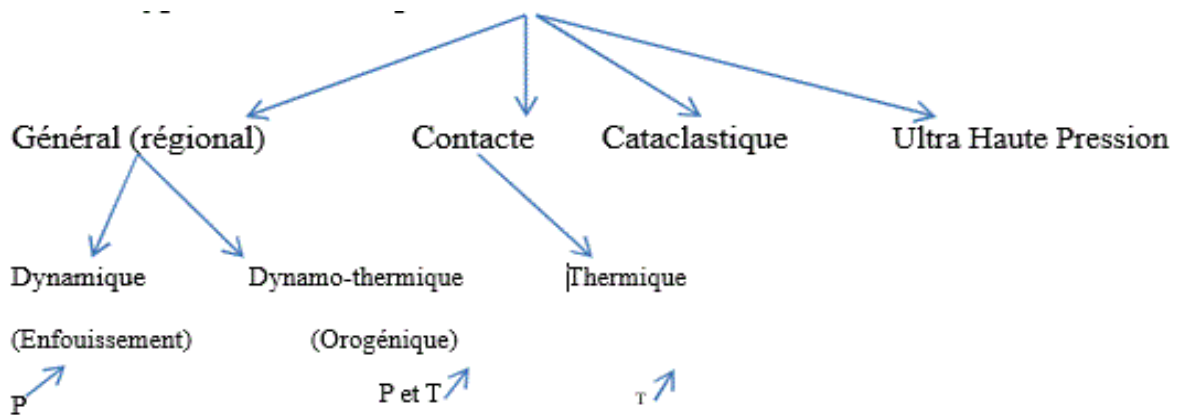 Général (régional) Contacte Cataclastique Ultra Haute Pression
Dynamique Dynamo-thermique Thermique
(Enfouissement) (Orogénique)
P P et T T